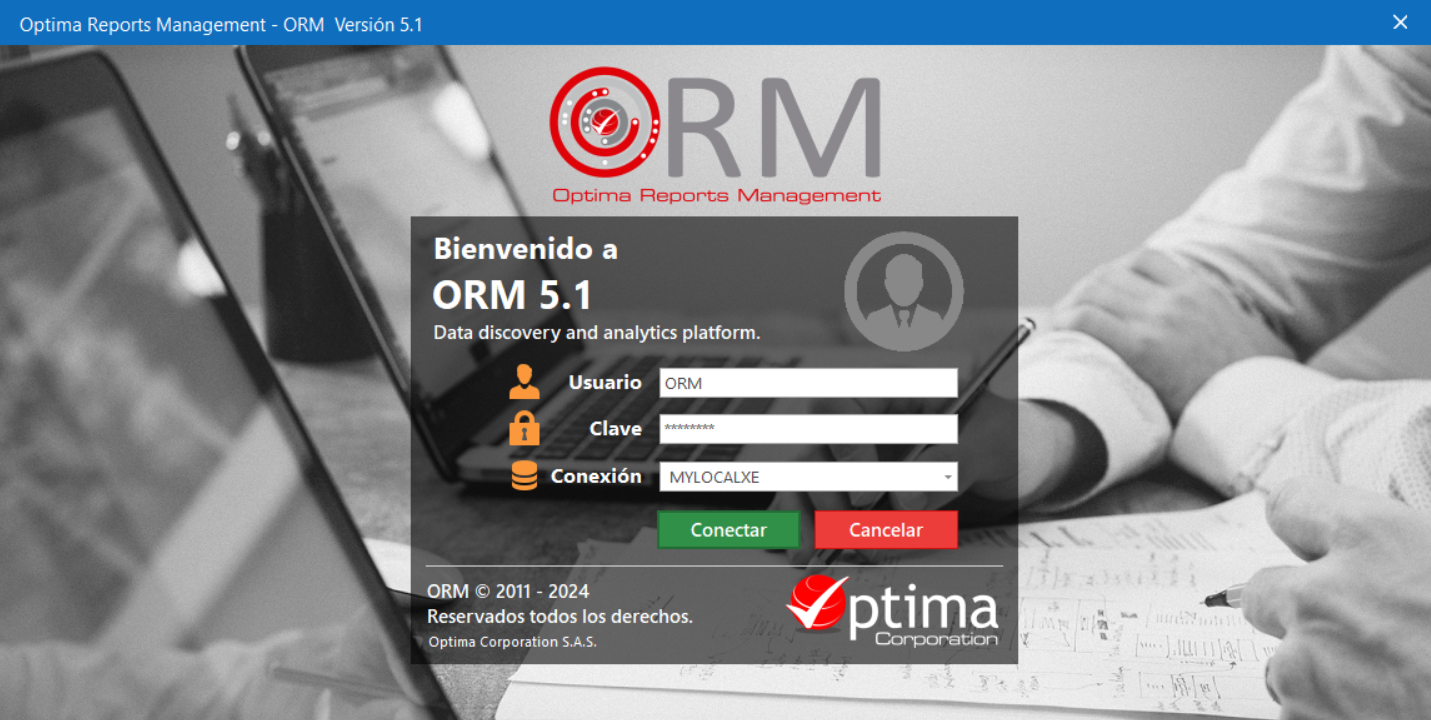 Optima Reports Management - ORM Versión 5.1
ORM
Optima Reports Management
Bienvenido a
ORM 5.1
Data discovery and analytics platform.
Usuario ORM
Clave ********
Conexión MYLOCALXE
Conectar Cancelar
ORM © 2011 - 2024
Reservados todos los derechos.
Optima Corporation S.A.S.
Optima
Corporation